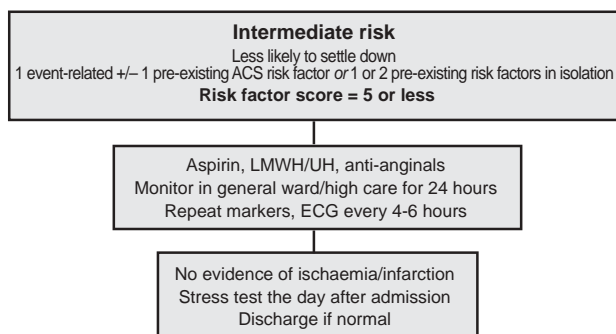 Intermediate risk
Less likely to settle down
1 event-related +/– 1 pre-existing ACS risk factor or 1 or 2 pre-existing risk factors in isolation
Risk factor score = 5 or less
Aspirin, LMWH/UH, anti-anginals
Monitor in general ward/high care for 24 hours
Repeat markers, ECG every 4-6 hours
No evidence of ischaemia/infarction
Stress test the day after admission
Discharge if normal